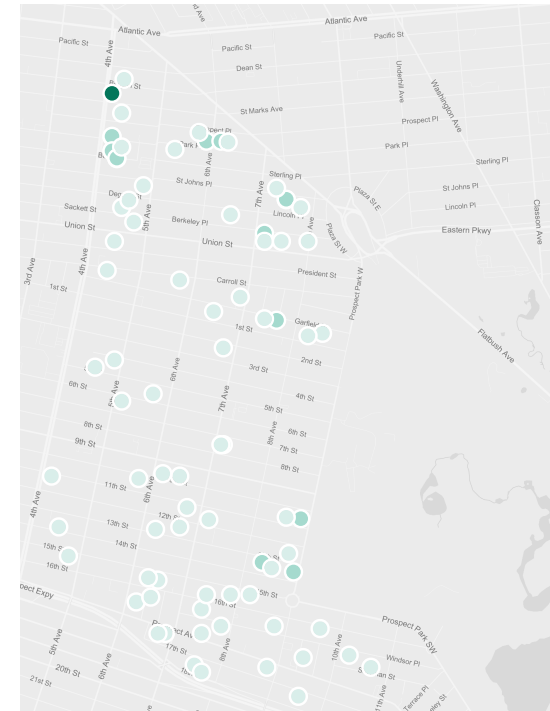 Atlantic Ave
Atlantic Ave
Pacific St
Pacific St
Pacific St
4th Ave
Dean St
Underhill Ave
Washington Ave
St Marks Ave
Prospect Pl
Park Pl
6th Ave
Sterling Pl
Sterling Pl
St Johns Pl
St Johns Pl
7th Ave
Plaza St E
Lincoln Pl
Classon Ave
Sackett St
5th Ave
Berkeley Pl
Union St
Union St
Plaza St W
Eastern Pkwy
4th Ave
3rd Ave
President St
Prospect Park W
Carroll St
1st St
1st St
Flatbush Ave
2nd St
3rd St
6th Ave
6th St
4th St
7th Ave
5th St
8th St
8th Ave
6th St
9th St
7th St
8th St
11th St
6th Ave
4th Ave
13th St
14th St
16th St
Prospect Park SW
5th Ave
17th St
8th Ave
10th Ave
Windsor Pl
6th Ave
20th St
21st St
11th Ave
Terrace Pl